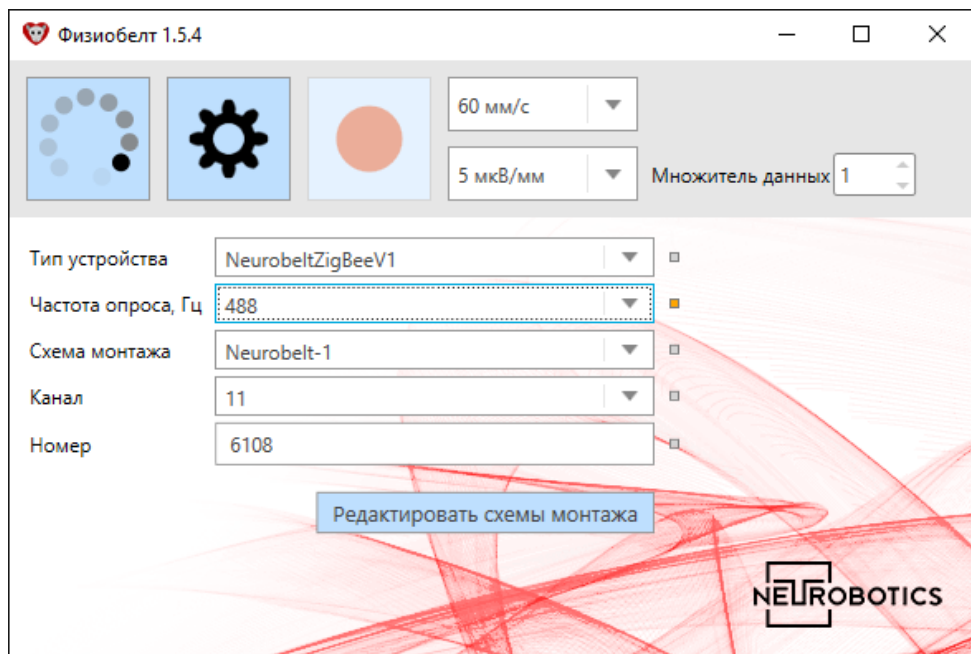 Физиобелт 1.5.4
60 мм/с
5 мкВ/мм
Множитель данных 1
Тип устройства NeurobeltZigBeeV1
Частота опроса, Гц 488
Схема монтажа Neurobelt-1
Канал 11
Номер 6108
Редактировать схемы монтажа
NEUROBOTICS